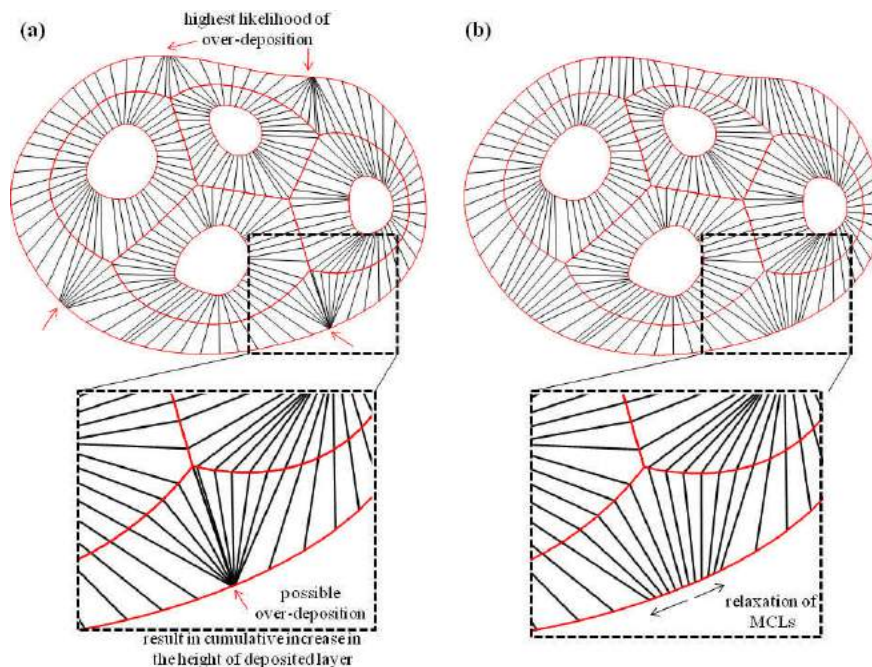 (a)
highest likelihood of
over-deposition
(b)
possible
over-deposition
result in cumulative increase in
the height of deposited layer
relaxation of
MCLs